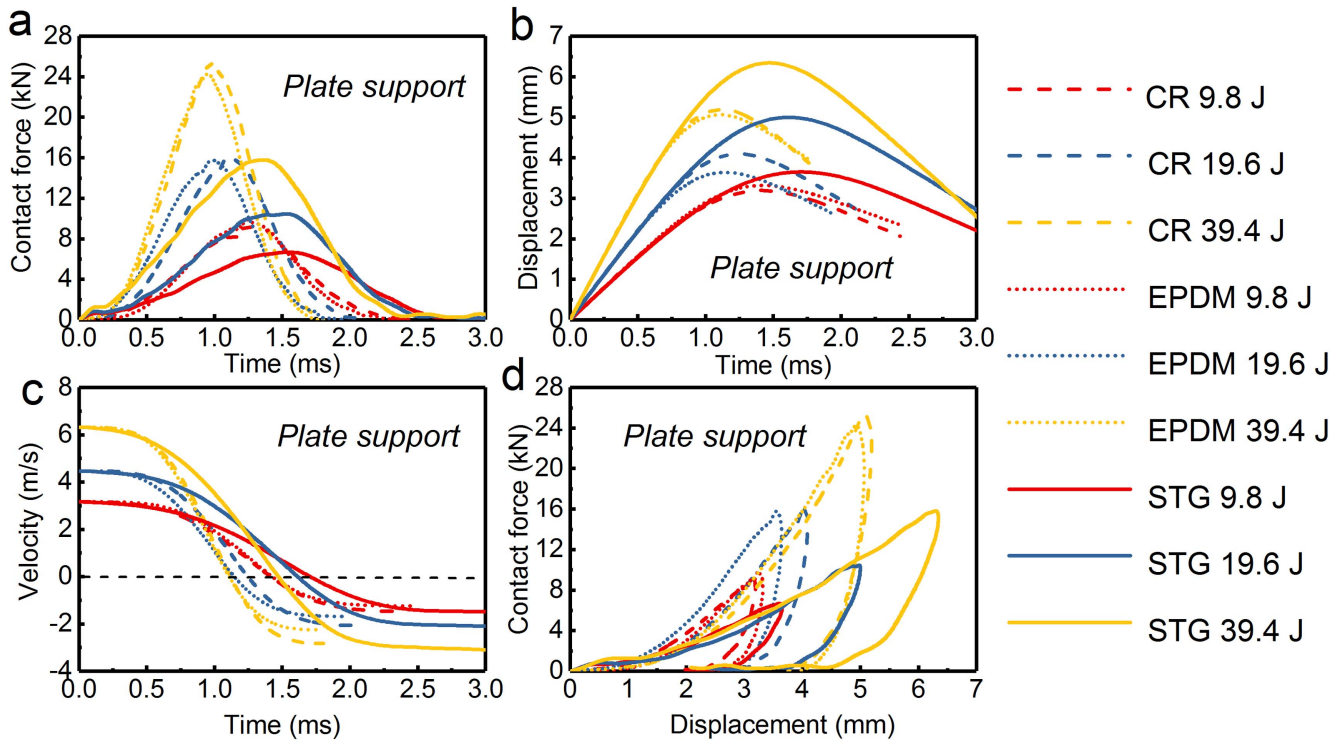 a
28
24
20
16
12
8
4
0
Contact force (kN)
Plate support
0.0 0.5 1.0 1.5 2.0 2.5 3.0
Time (ms)
b
7
6
5
4
3
2
1
0
Displacement (mm)
Plate support
0.0 0.5 1.0 1.5 2.0 2.5 3.0
Time (ms)
c
8
6
4
2
0
-2
-4
Velocity (m/s)
Plate support
0.0 0.5 1.0 1.5 2.0 2.5 3.0
Time (ms)
d
28
24
20
16
12
8
4
0
Contact force (kN)
Plate support
0 1 2 3 4 5 6 7
Displacement (mm)
CR 9.8 J
CR 19.6 J
CR 39.4 J
EPDM 9.8 J
EPDM 19.6 J
EPDM 39.4 J
STG 9.8 J
STG 19.6 J
STG 39.4 J